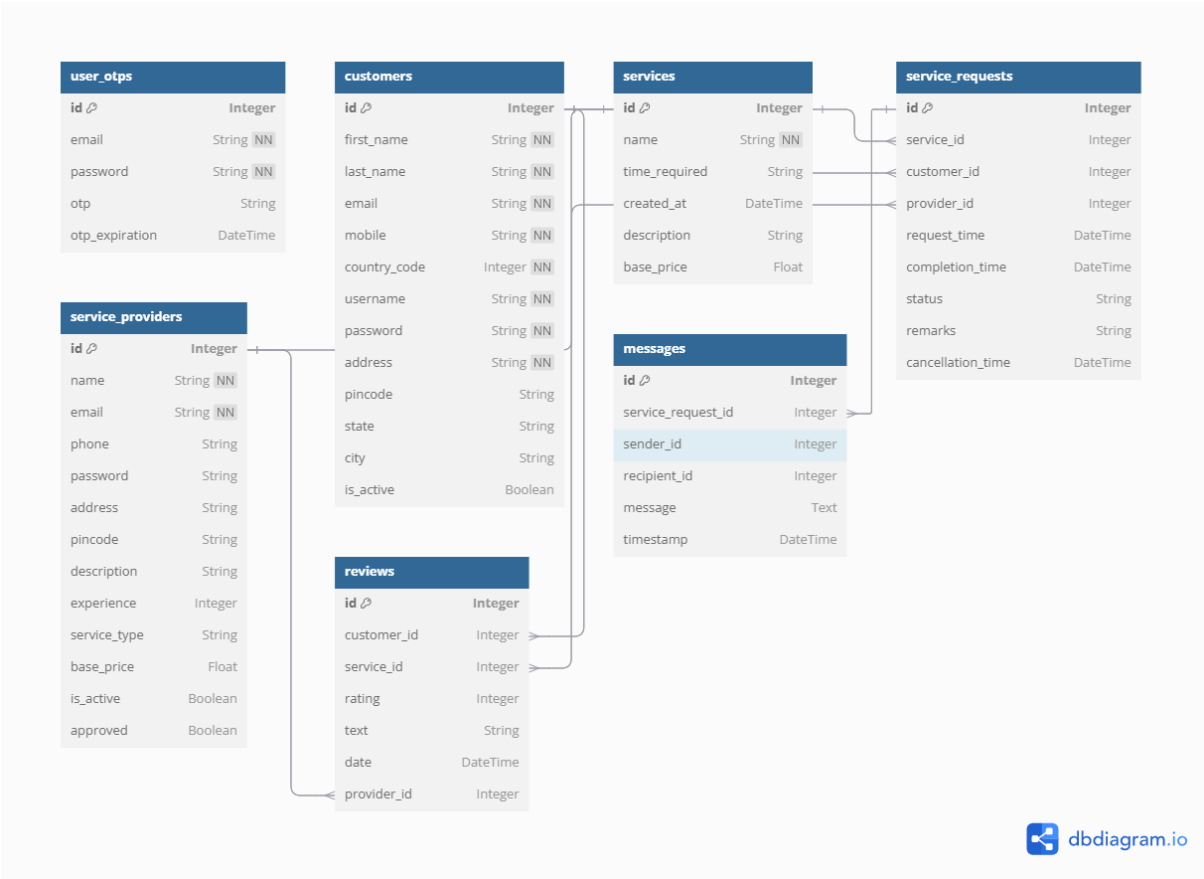 user_otps
id Integer
email String NN
password String NN
otp String
otp_expiration DateTime
customers
id Integer
first_name String NN
last_name String NN
email String NN
mobile String NN
country_code Integer NN
username String NN
password String NN
address String NN
pincode String
state String
city String
is_active Boolean
services
id Integer
name String NN
time_required String
created_at DateTime
description String
base_price Float
service_requests
id Integer
service_id Integer
customer_id Integer
provider_id Integer
request_time DateTime
completion_time DateTime
status String
remarks String
cancellation_time DateTime
service_providers
id Integer
name String NN
email String NN
phone String
password String
address String
pincode String
description String
experience Integer
service_type String
base_price Float
is_active Boolean
approved Boolean
messages
id Integer
service_request_id Integer
sender_id Integer
recipient_id Integer
message Text
timestamp DateTime
reviews
id Integer
customer_id Integer
service_id Integer
rating Integer
text String
date DateTime
provider_id Integer
dbdiagram.io